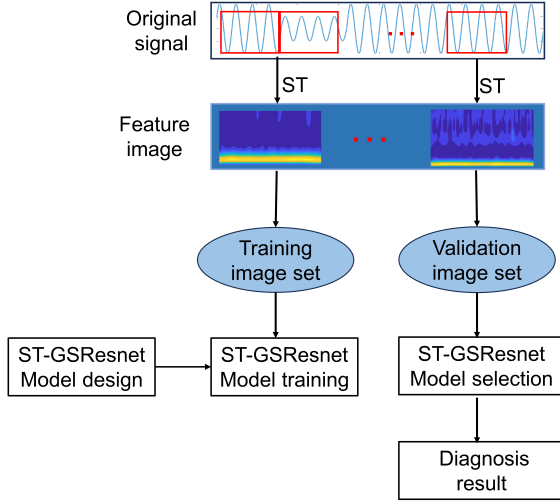 Original
signal
ST
ST
Feature
image
Training
image set
Validation
image set
ST-GSResnet
Model design
ST-GSResnet
Model training
ST-GSResnet
Model selection
Diagnosis
result